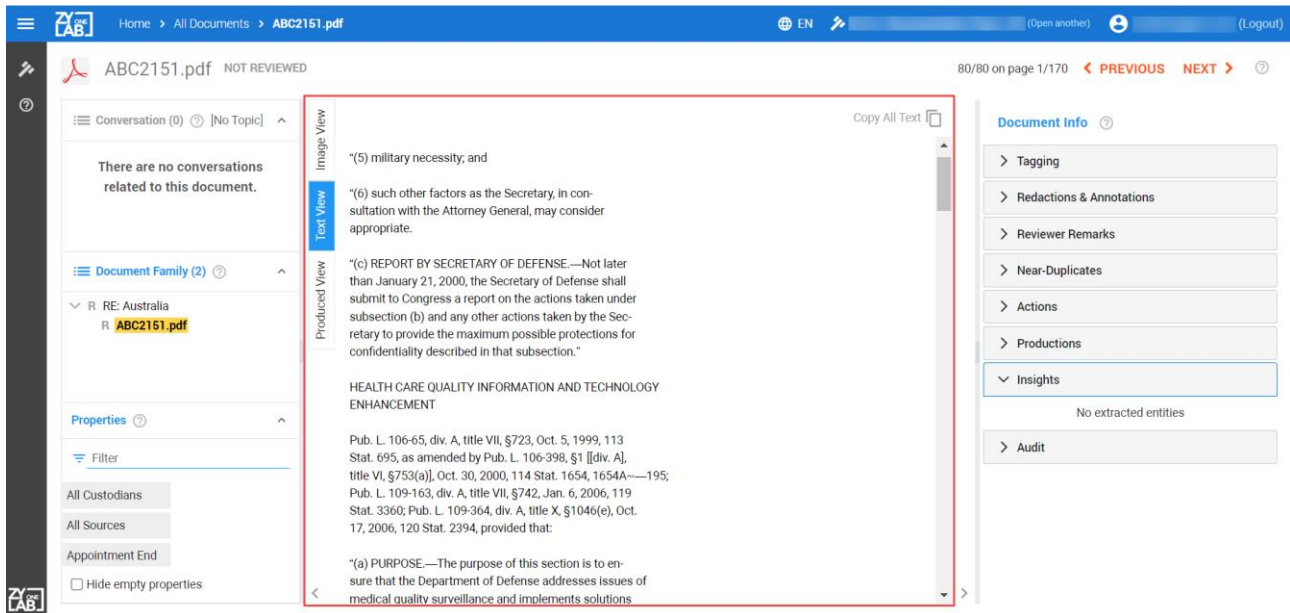 ZY ONE LAB Home > All Documents > ABC2151.pdf EN (Open another) (Logout)
ABC2151.pdf NOT REVIEWED 80/80 on page 1/170 PREVIOUS NEXT
Conversation (0) [No Topic]
There are no conversations
related to this document.
Document Family (2)
R RE: Australia
R ABC2151.pdf
Properties
Filter
All Custodians
All Sources
Appointment End
Hide empty properties
ZY ONE LAB
Image View
Text View
Produced View
Copy All Text
"(5) military necessity; and
"(6) such other factors as the Secretary, in con-
sultation with the Attorney General, may consider
appropriate.
"(c) REPORT BY SECRETARY OF DEFENSE.—Not later
than January 21, 2000, the Secretary of Defense shall
submit to Congress a report on the actions taken under
subsection (b) and any other actions taken by the Sec-
retary to provide the maximum possible protections for
confidentiality described in that subsection."
HEALTH CARE QUALITY INFORMATION AND TECHNOLOGY
ENHANCEMENT
Pub. L. 106-65, div. A, title VII, §723, Oct. 5, 1999, 113
Stat. 695, as amended by Pub. L. 106-398, §1 [[div. A],
title VI, §753(a)], Oct. 30, 2000, 114 Stat. 1654, 1654A~—195;
Pub. L. 109-163, div. A, title VII, §742, Jan. 6, 2006, 119
Stat. 3360; Pub. L. 109-364, div. A, title X, §1046(e), Oct.
17, 2006, 120 Stat. 2394, provided that:
"(a) PURPOSE.—The purpose of this section is to en-
sure that the Department of Defense addresses issues of
medical quality surveillance and implements solutions
Document Info
Tagging
Redactions & Annotations
Reviewer Remarks
Near-Duplicates
Actions
Productions
Insights
No extracted entities
Audit